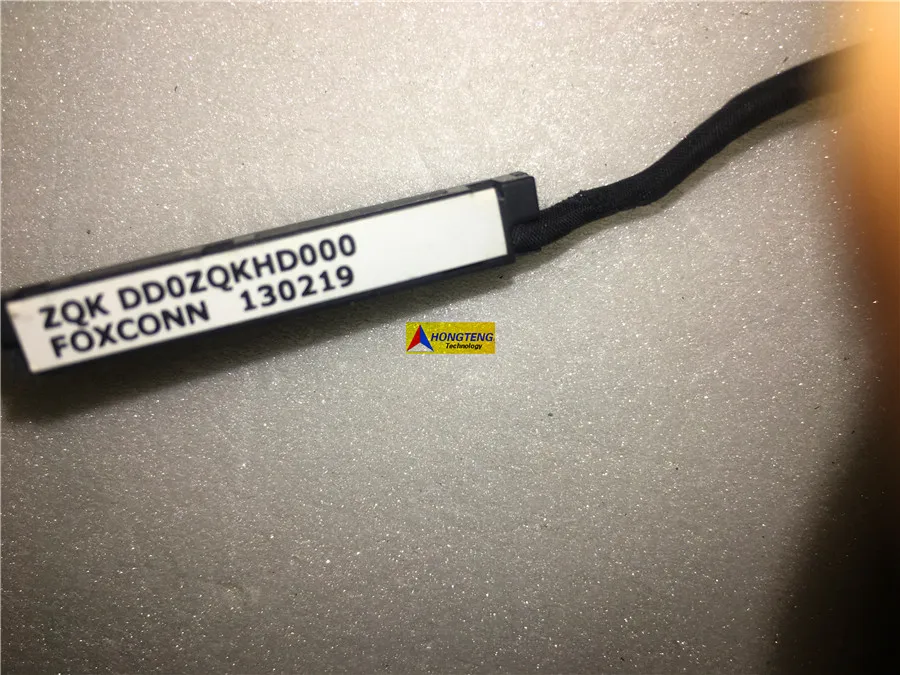 ZQK DD0ZQKHD000
FOXCONN 130219
HONGTENG
Technology